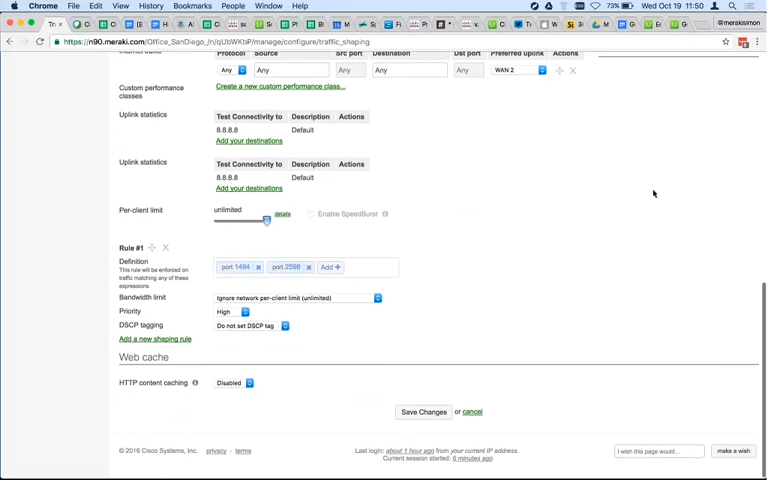 Chrome File Edit View History Bookmarks People Window Help 73% Wed Oct 19 11:50
@merakisimon
https://n90.meraki.com/Office_SanDiego_/n/qUbWKbP/manage/configure/traffic_shaping
Protocol Source Src port Destination Dst port Preferred uplink Actions
Any Any Any Any Any WAN 2
Custom performance classes Create a new custom performance class...
Uplink statistics Test Connectivity to Description Actions
8.8.8.8 Default
Add your destinations
Uplink statistics Test Connectivity to Description Actions
8.8.8.8 Default
Add your destinations
Per-client limit unlimited details Enable SpeedBurst
Rule #1
Definition
This rule will be enforced on
traffic matching any of these
expressions.
port 1494 × port 2598 × Add +
Bandwidth limit Ignore network per-client limit (unlimited)
Priority High
DSCP tagging Do not set DSCP tag
Add a new shaping rule
Web cache
HTTP content caching Disabled
Save Changes or cancel
© 2016 Cisco Systems, Inc. privacy - terms
Last login: about 1 hour ago from your current IP address.
Current session started: 6 minutes ago
I wish this page would... make a wish